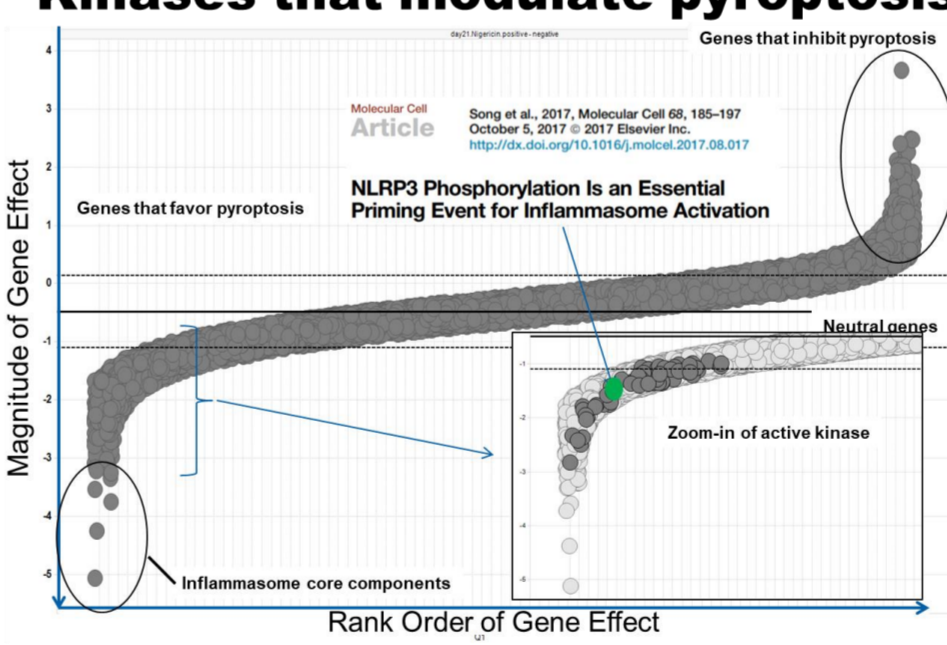 Kinases that modulate pyroptosis
day21.Nigericin.positive - negative
Genes that inhibit pyroptosis
4
3
2
1
0
-1
-2
-3
-4
-5
Magnitude of Gene Effect
Molecular Cell
Article
Song et al., 2017, Molecular Cell 68, 185–197
October 5, 2017 © 2017 Elsevier Inc.
http://dx.doi.org/10.1016/j.molcel.2017.08.017
NLRP3 Phosphorylation Is an Essential
Priming Event for Inflammasome Activation
Genes that favor pyroptosis
Neutral genes
-1
-2
-3
-4
Zoom-in of active kinase
Inflammasome core components
Rank Order of Gene Effect